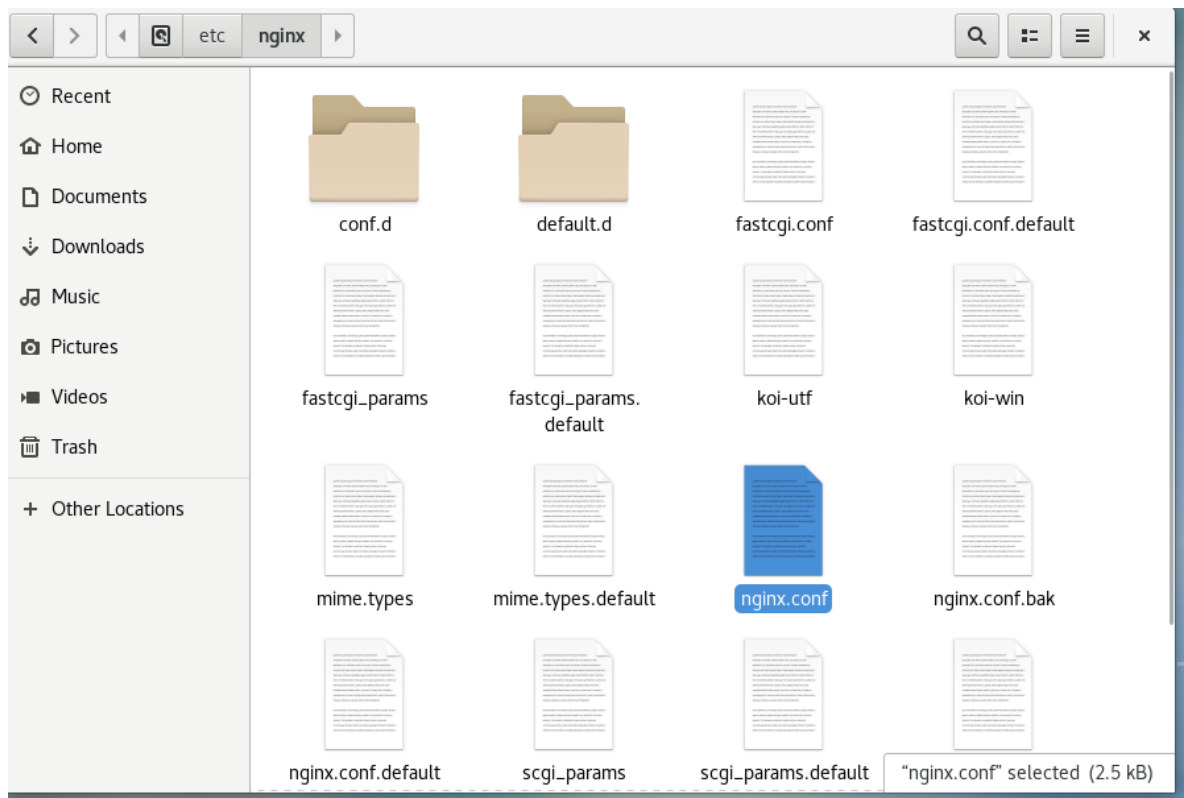 etc
nginx
Recent
Home
Documents
Downloads
Music
Pictures
Videos
Trash
Other Locations
conf.d
default.d
fastcgi.conf
fastcgi.conf.default
fastcgi_params
fastcgi_params.
default
koi-utf
koi-win
mime.types
mime.types.default
nginx.conf
nginx.conf.bak
nginx.conf.default
scgi_params
scgi_params.default
“nginx.conf” selected (2.5 kB)